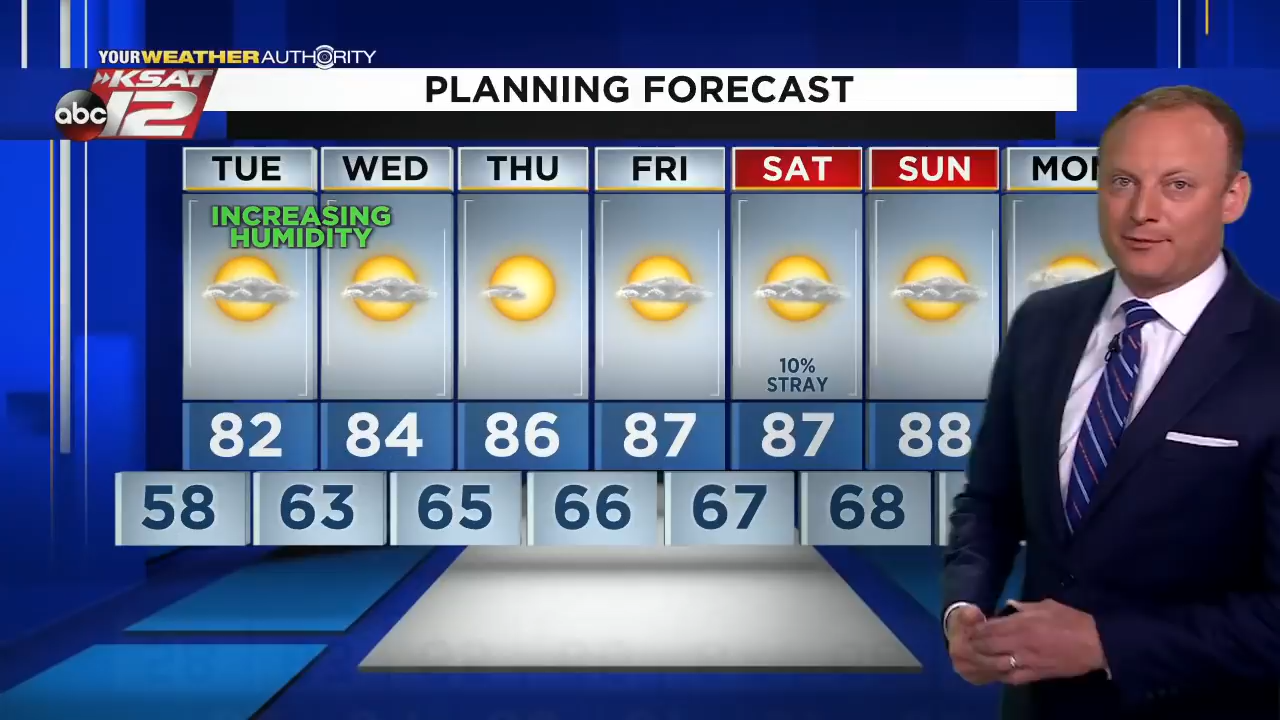 YOURWEATHERAUTHORITY
KSAT
abc 12
PLANNING FORECAST
TUE WED THU FRI SAT SUN MON
INCREASING
HUMIDITY
10%
STRAY
82 84 86 87 87 88
58 63 65 66 67 68